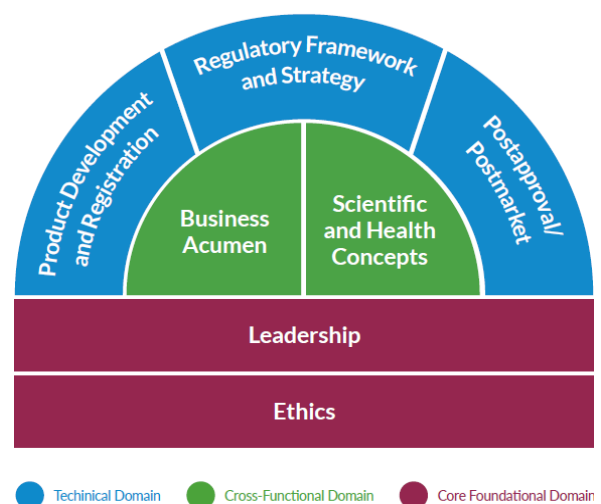 Regulatory Framework
and Strategy
Product Development
and Registration
Postapproval/
Postmarket
Business
Acumen
Scientific
and Health
Concepts
Leadership
Ethics
Techinical Domain
Cross-Functional Domain
Core Foundational Domain